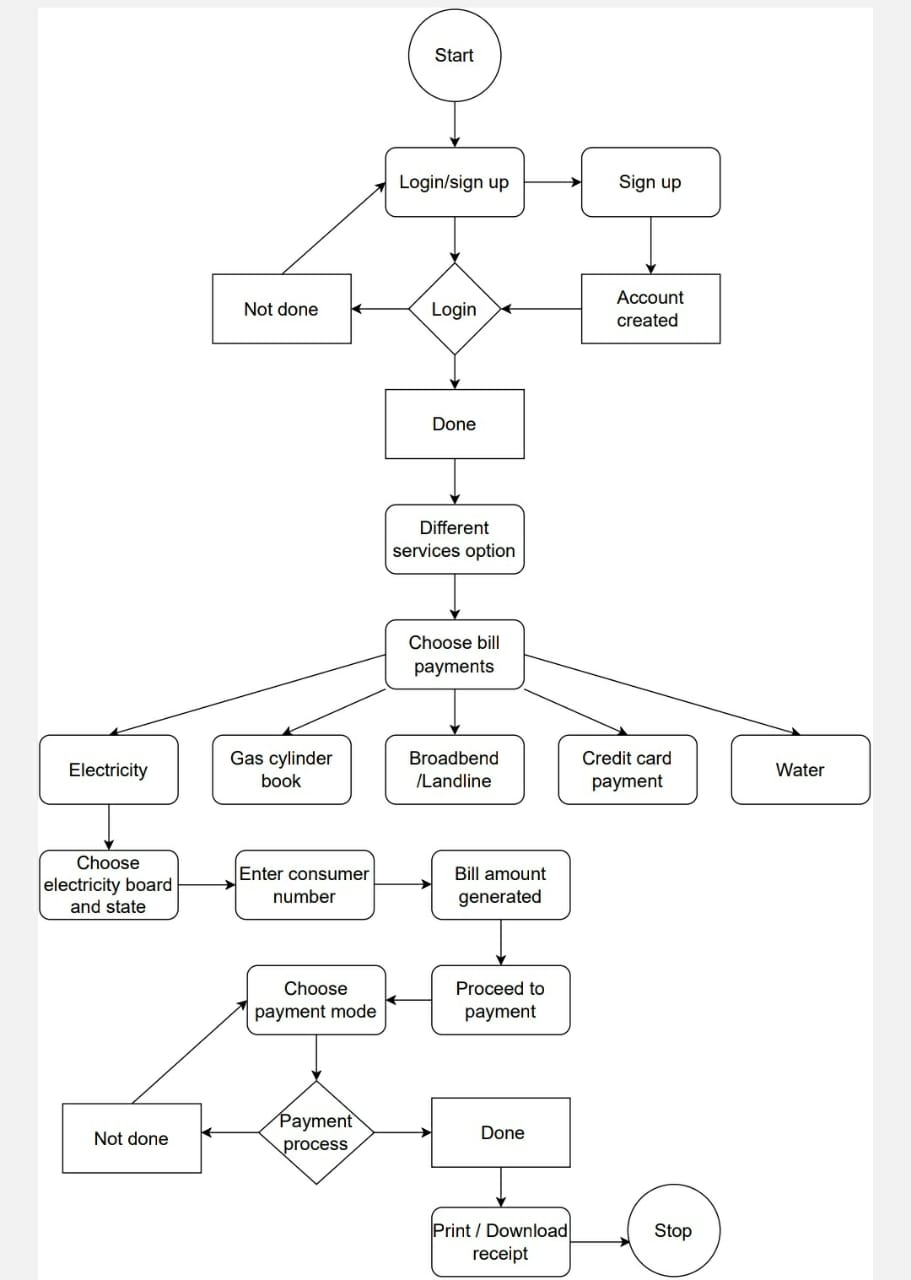 Start
Login/sign up
Sign up
Not done
Login
Account
created
Done
Different
services option
Choose bill
payments
Electricity
Gas cylinder
book
Broadbend
/Landline
Credit card
payment
Water
Choose
electricity board
and state
Enter consumer
number
Bill amount
generated
Choose
payment mode
Proceed to
payment
Not done
Payment
process
Done
Print / Download
receipt
Stop